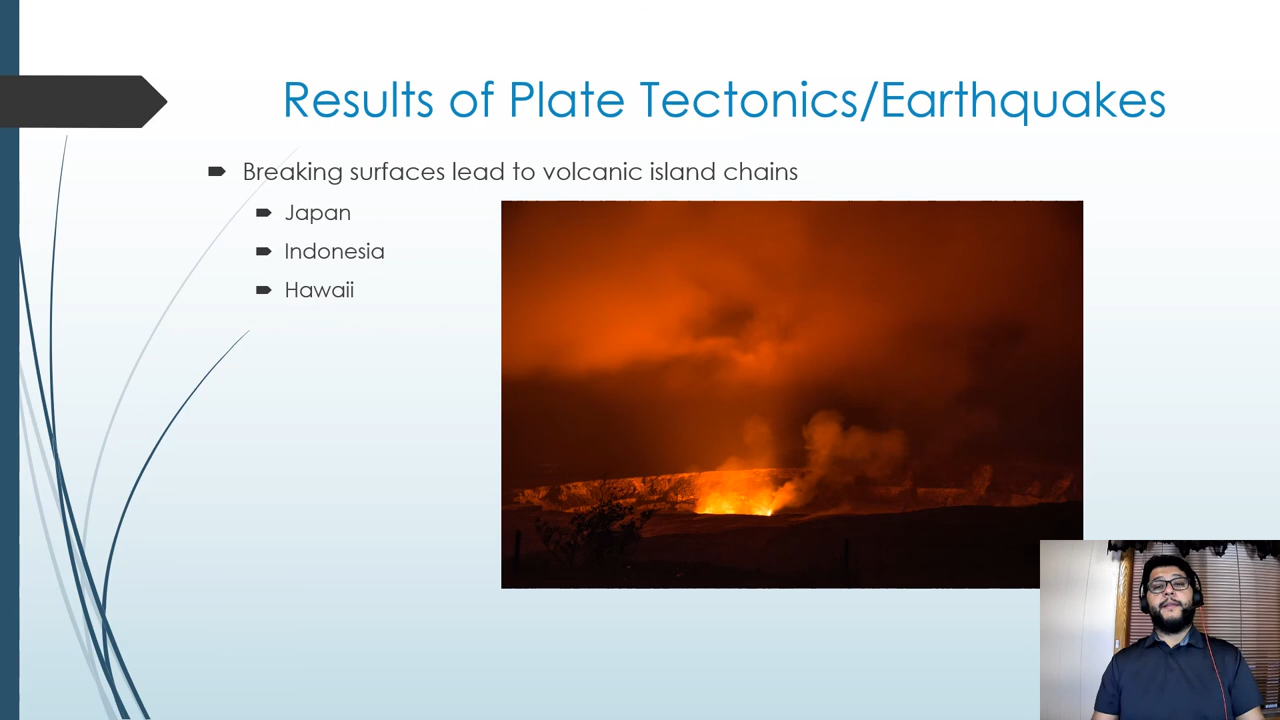 Results of Plate Tectonics/Earthquakes
Breaking surfaces lead to volcanic island chains
Japan
Indonesia
Hawaii